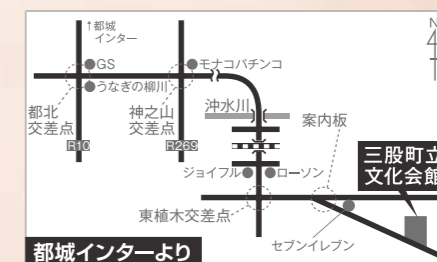 ↑都城
インター
N
4
●GS
●モナコパチンコ
●うなぎの柳川
都北
交差点
神之山
交差点
沖水川
案内板
R10
R269
三股町立
文化会館
ジョイフル●
●ローソン
東植木交差点
セブンイレブン
都城インターより